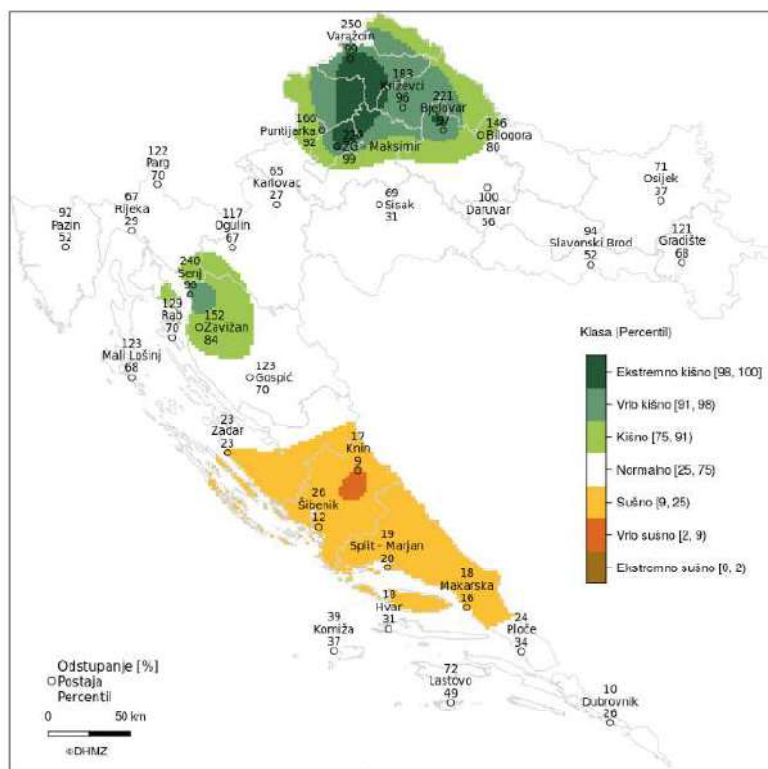 250
Varaždin
99
183
Križevci
96
221
Bjelovar
97
160
Puntijarka
92
ZG - Maksimir
99
146
Bilogora
80
122
Parg
70
65
Karlovac
27
69
Sisak
31
100
Daruvar
56
71
Osijek
37
92
Pazin
52
67
Rijeka
29
117
Ogulin
67
94
Slavonski Brod
52
121
Gradište
68
240
Senj
129
Rab
70
152
Zavižan
84
123
Mali Lošinj
68
123
Gospić
70
23
Zadar
23
17
Knin
9
26
Šibenik
12
19
Split - Marjan
20
18
Makarska
16
18
Hvar
31
39
Komiža
37
24
Ploče
34
72
Lastovo
49
10
Dubrovnik
26
Klasa (Percentil)
Ekstremno kišno [98, 100]
Vrlo kišno [91, 98)
Kišno [75, 91)
Normalno [25, 75)
Sušno [9, 25)
Vrlo sušno [2, 9)
Ekstremno sušno [0, 2)
Odstupanje [%]
Postaja
Percentil
0 50 km
©DHMZ